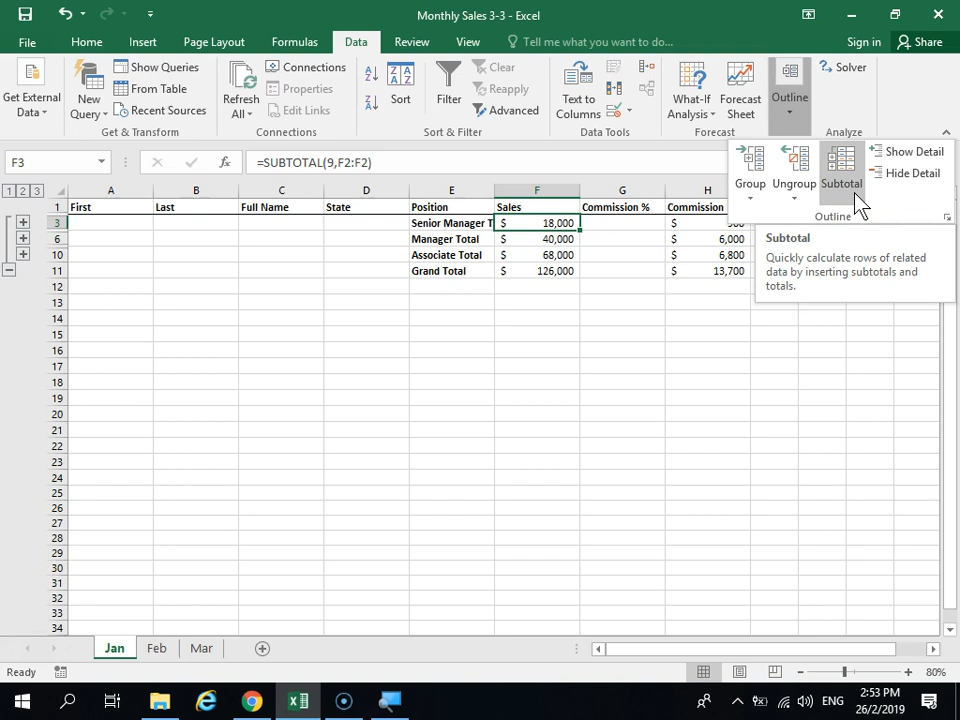 Monthly Sales 3-3 - Excel
File Home Insert Page Layout Formulas Data Review View Tell me what you want to do... Sign in Share
Get External Data
New Query
Show Queries
From Table
Recent Sources
Get & Transform
Refresh All
Connections
Properties
Edit Links
Connections
Sort
Filter
Clear
Reapply
Advanced
Sort & Filter
Text to Columns
Data Tools
What-If Analysis
Forecast Sheet
Forecast
Outline
Solver
Analyze
Group
Ungroup
Subtotal
Show Detail
Hide Detail
Outline
Subtotal
Quickly calculate rows of related
data by inserting subtotals and
totals.
F3 fx =SUBTOTAL(9,F2:F2)
1 2 3 A B C D E F G H
1 First Last Full Name State Position Sales Commission % Commission
3 Senior Manager T $ 18,000 $
6 Manager Total $ 40,000 6,000
10 Associate Total $ 68,000 $ 6,800
11 Grand Total $ 126,000 $ 13,700
12
13
14
15
16
17
18
19
20
21
22
23
24
25
26
27
28
29
30
31
32
33
34
Jan Feb Mar
Ready 80%
ENG 2:53 PM
26/2/2019